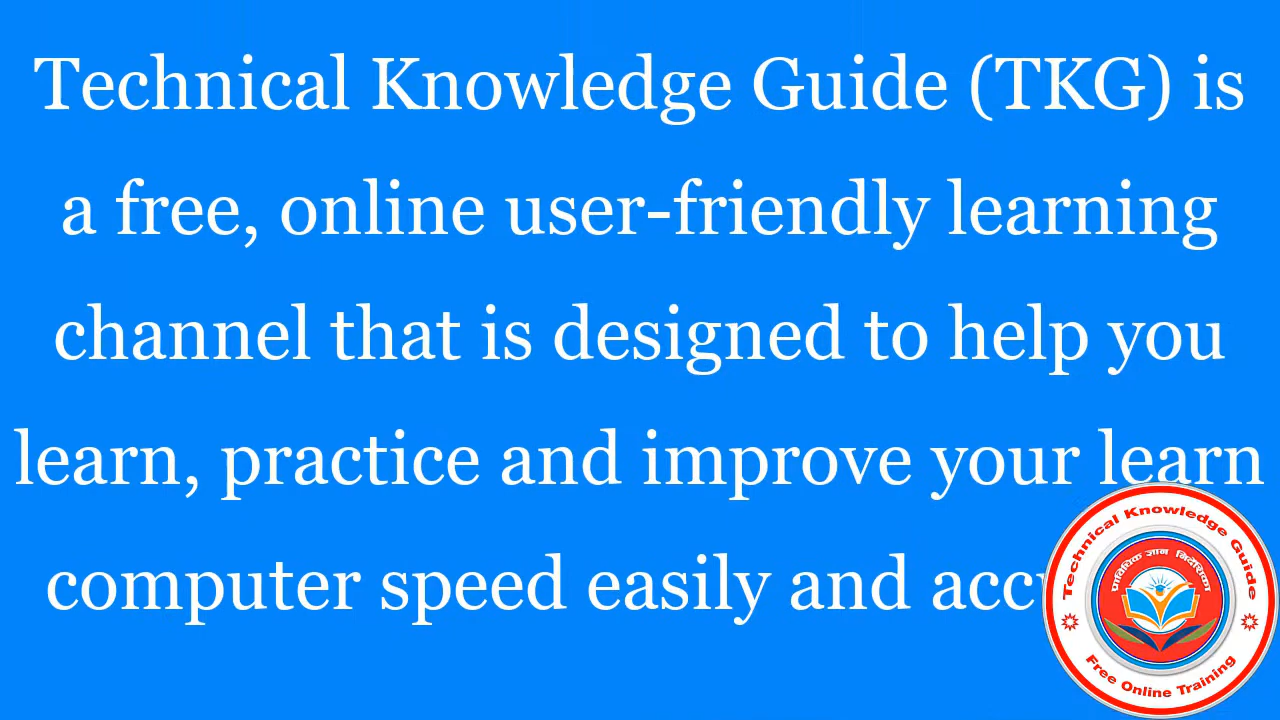 Technical Knowledge Guide (TKG) is
a free, online user-friendly learning
channel that is designed to help you
learn, practice and improve your learn
computer speed easily and
Technical Knowledge Guide
प्राविधिक ज्ञान निर्देशिका
Free Online Training